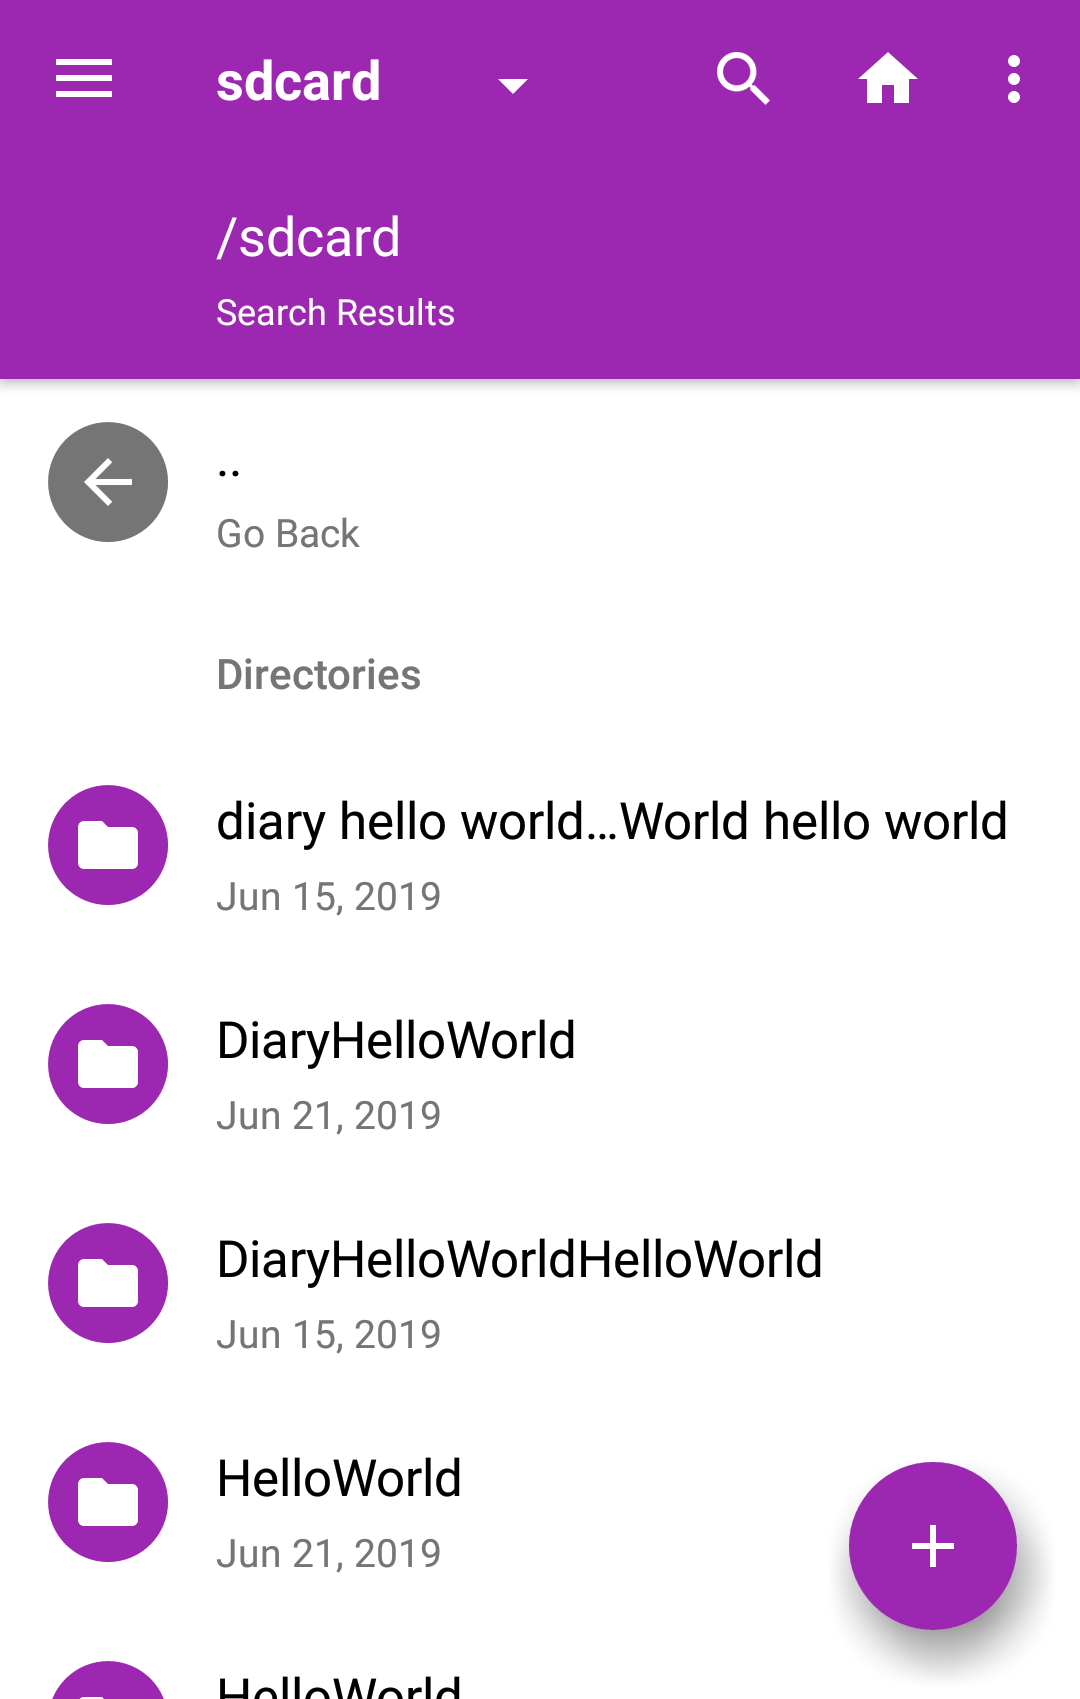 sdcard
/sdcard
Search Results
..
Go Back
Directories
diary hello world...World hello world
Jun 15, 2019
DiaryHelloWorld
Jun 21, 2019
DiaryHelloWorldHelloWorld
Jun 15, 2019
HelloWorld
Jun 21, 2019
HelloWorld